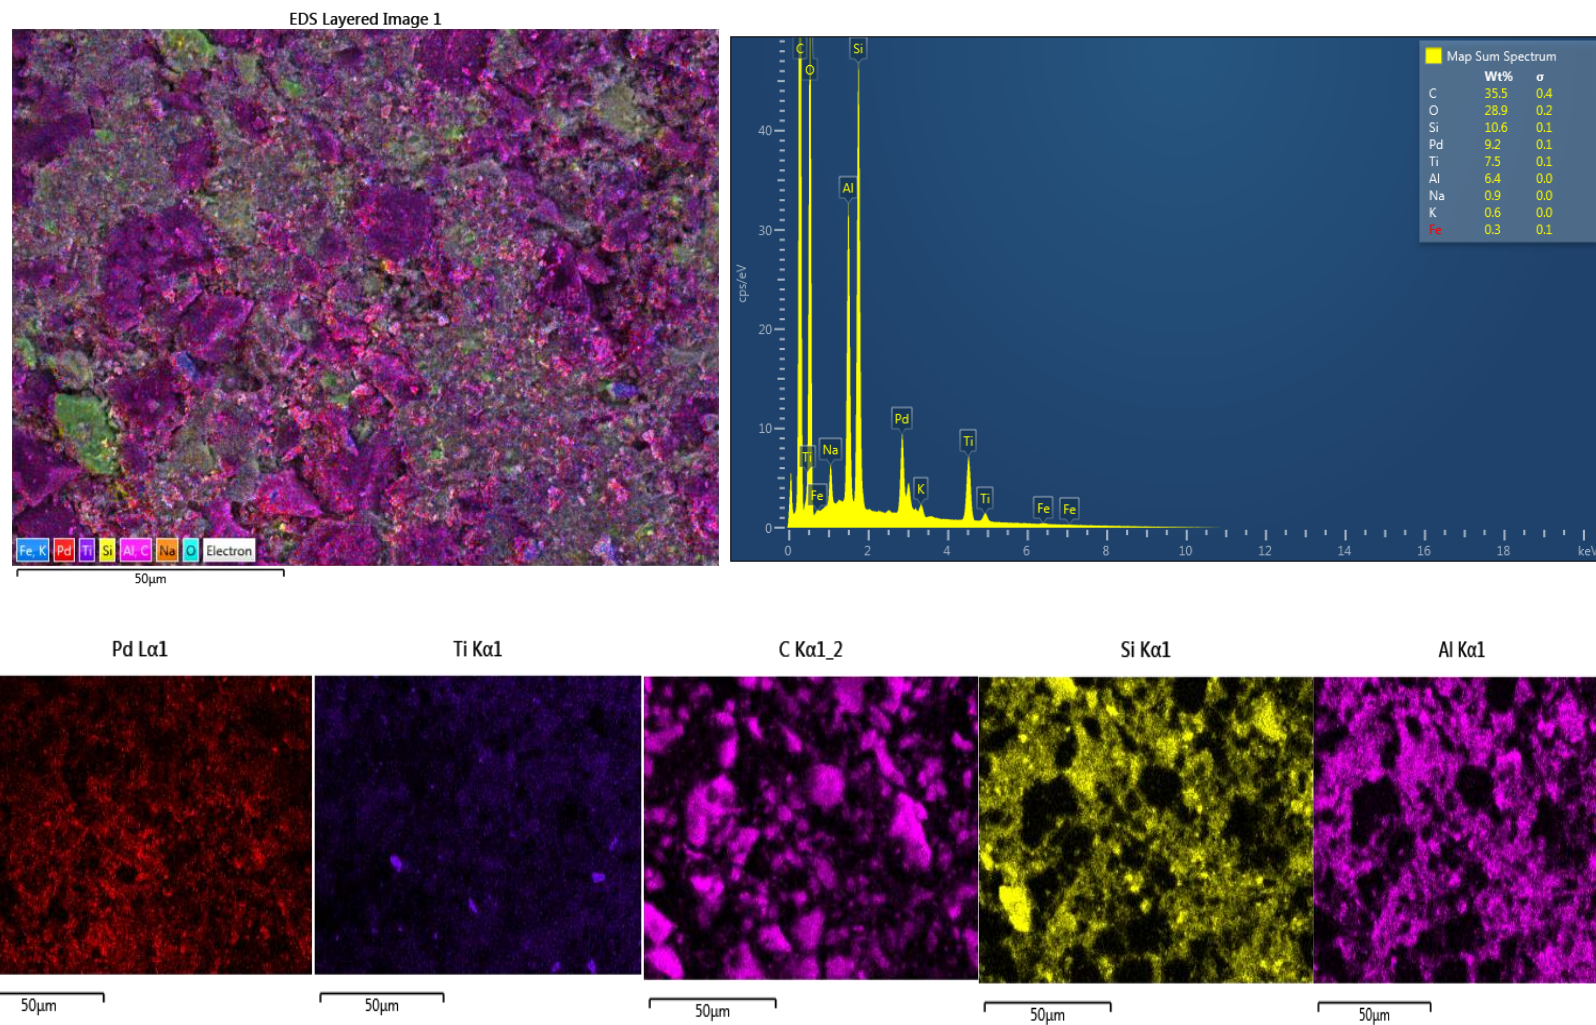 EDS Layered Image 1
Fe, K Pd Ti Si Al, C Na O Electron
50µm
C
O
Si
Al
Ti
Fe
Na
Pd
K
Ti
Ti
Fe
Fe
cps/eV
40
30
20
10
0
0 2 4 6 8 10 12 14 16 18 keV
Map Sum Spectrum
Wt% σ
C 35.5 0.4
O 28.9 0.2
Si 10.6 0.1
Pd 9.2 0.1
Ti 7.5 0.1
Al 6.4 0.0
Na 0.9 0.0
K 0.6 0.0
Fe 0.3 0.1
Pd Lα1 Ti Kα1 C Kα1_2 Si Kα1 Al Kα1
50µm 50µm 50µm 50µm 50µm